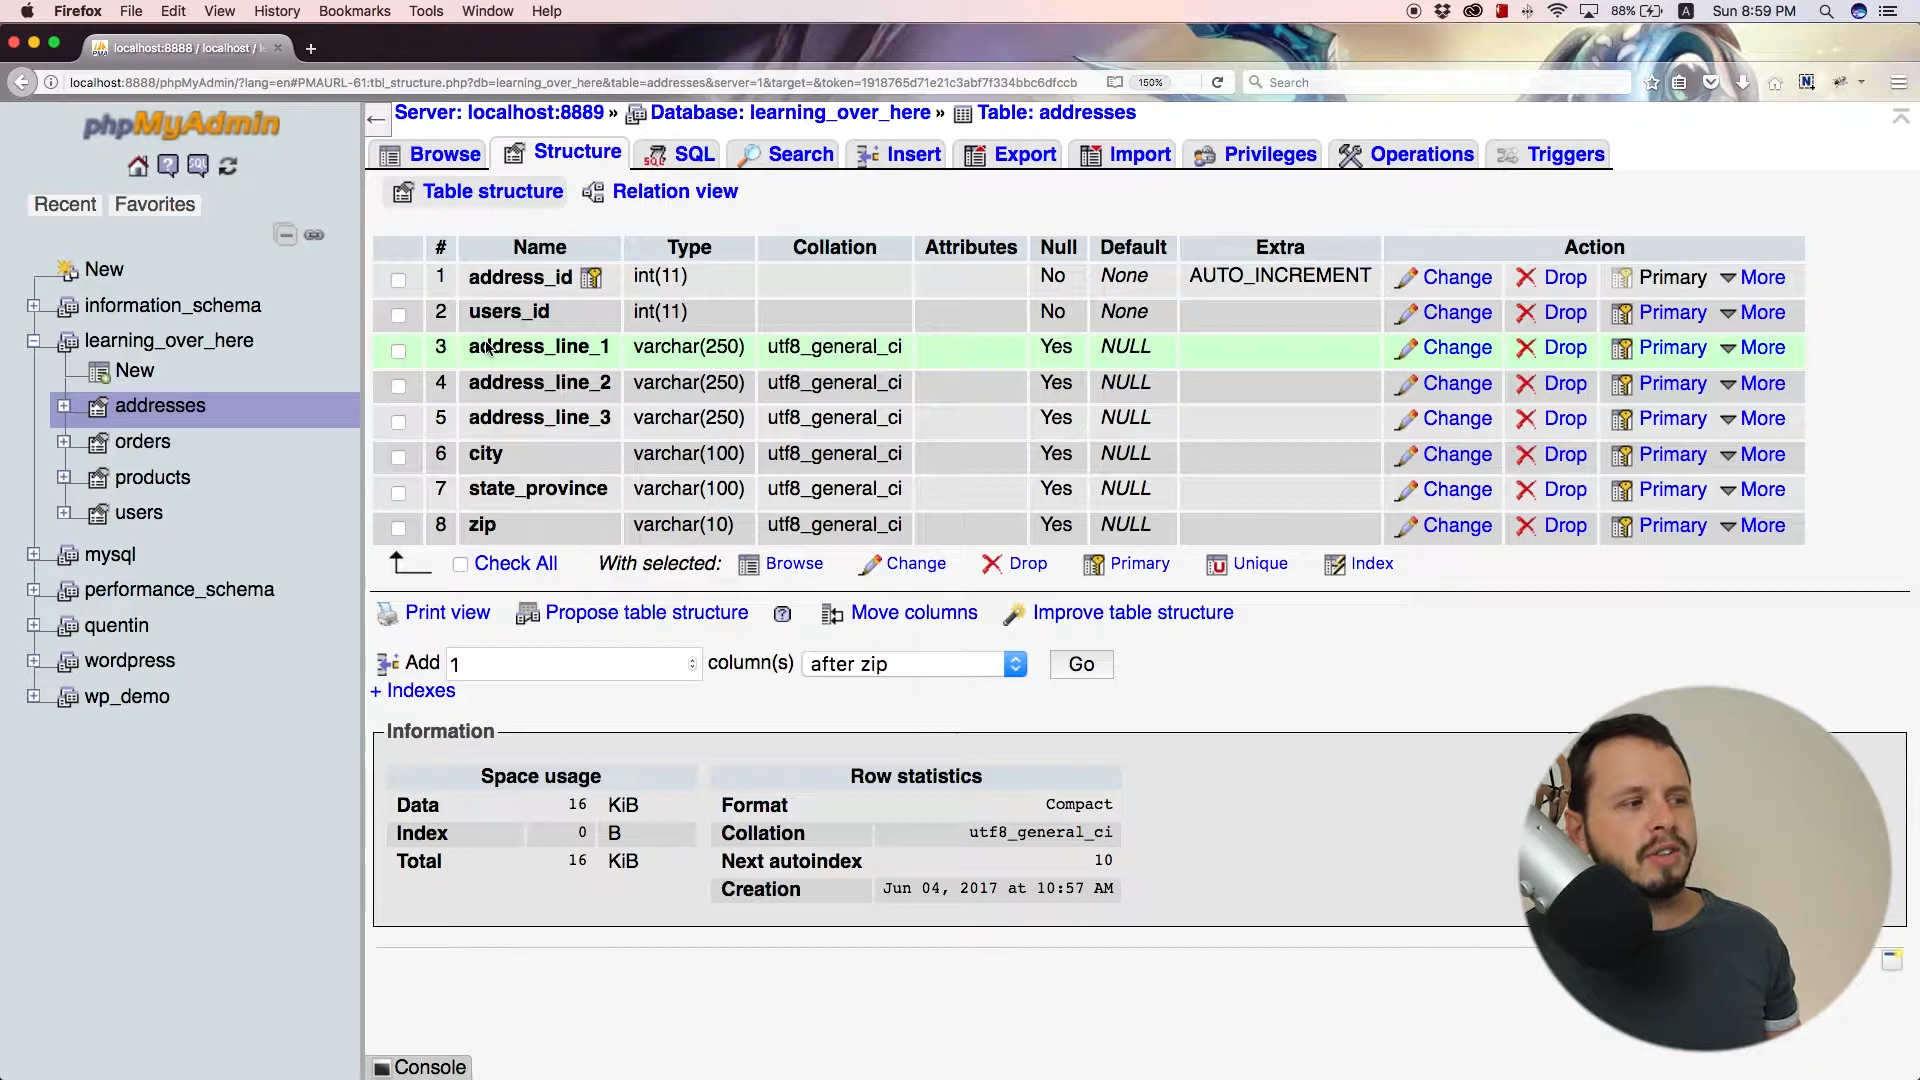 Firefox File Edit View History Bookmarks Tools Window Help 88% A Sun 8:59 PM
localhost:8888 / localhost / l
localhost:8888/phpMyAdmin/?lang=en#PMAURL-61:tbl_structure.php?db=learning_over_here&table=addresses&server=1&target=&token=1918765d71e21c3abf7f334bbc6dfccb 150% Search
phpMyAdmin
Recent Favorites
New
information_schema
learning_over_here
New
addresses
orders
products
users
mysql
performance_schema
quentin
wordpress
wp_demo
Server: localhost:8889 » Database: learning_over_here » Table: addresses
Browse Structure SQL Search Insert Export Import Privileges Operations Triggers
Table structure Relation view
# Name Type Collation Attributes Null Default Extra Action
1 address_id int(11) No None AUTO_INCREMENT Change Drop Primary More
2 users_id int(11) No None Change Drop Primary More
3 address_line_1 varchar(250) utf8_general_ci Yes NULL Change Drop Primary More
4 address_line_2 varchar(250) utf8_general_ci Yes NULL Change Drop Primary More
5 address_line_3 varchar(250) utf8_general_ci Yes NULL Change Drop Primary More
6 city varchar(100) utf8_general_ci Yes NULL Change Drop Primary More
7 state_province varchar(100) utf8_general_ci Yes NULL Change Drop Primary More
8 zip varchar(10) utf8_general_ci Yes NULL Change Drop Primary More
Check All With selected: Browse Change Drop Primary Unique Index
Print view Propose table structure Move columns Improve table structure
Add 1 column(s) after zip Go
+ Indexes
Information
Space usage
Data 16 KiB
Index 0 B
Total 16 KiB
Row statistics
Format Compact
Collation utf8_general_ci
Next autoindex 10
Creation Jun 04, 2017 at 10:57 AM
Console